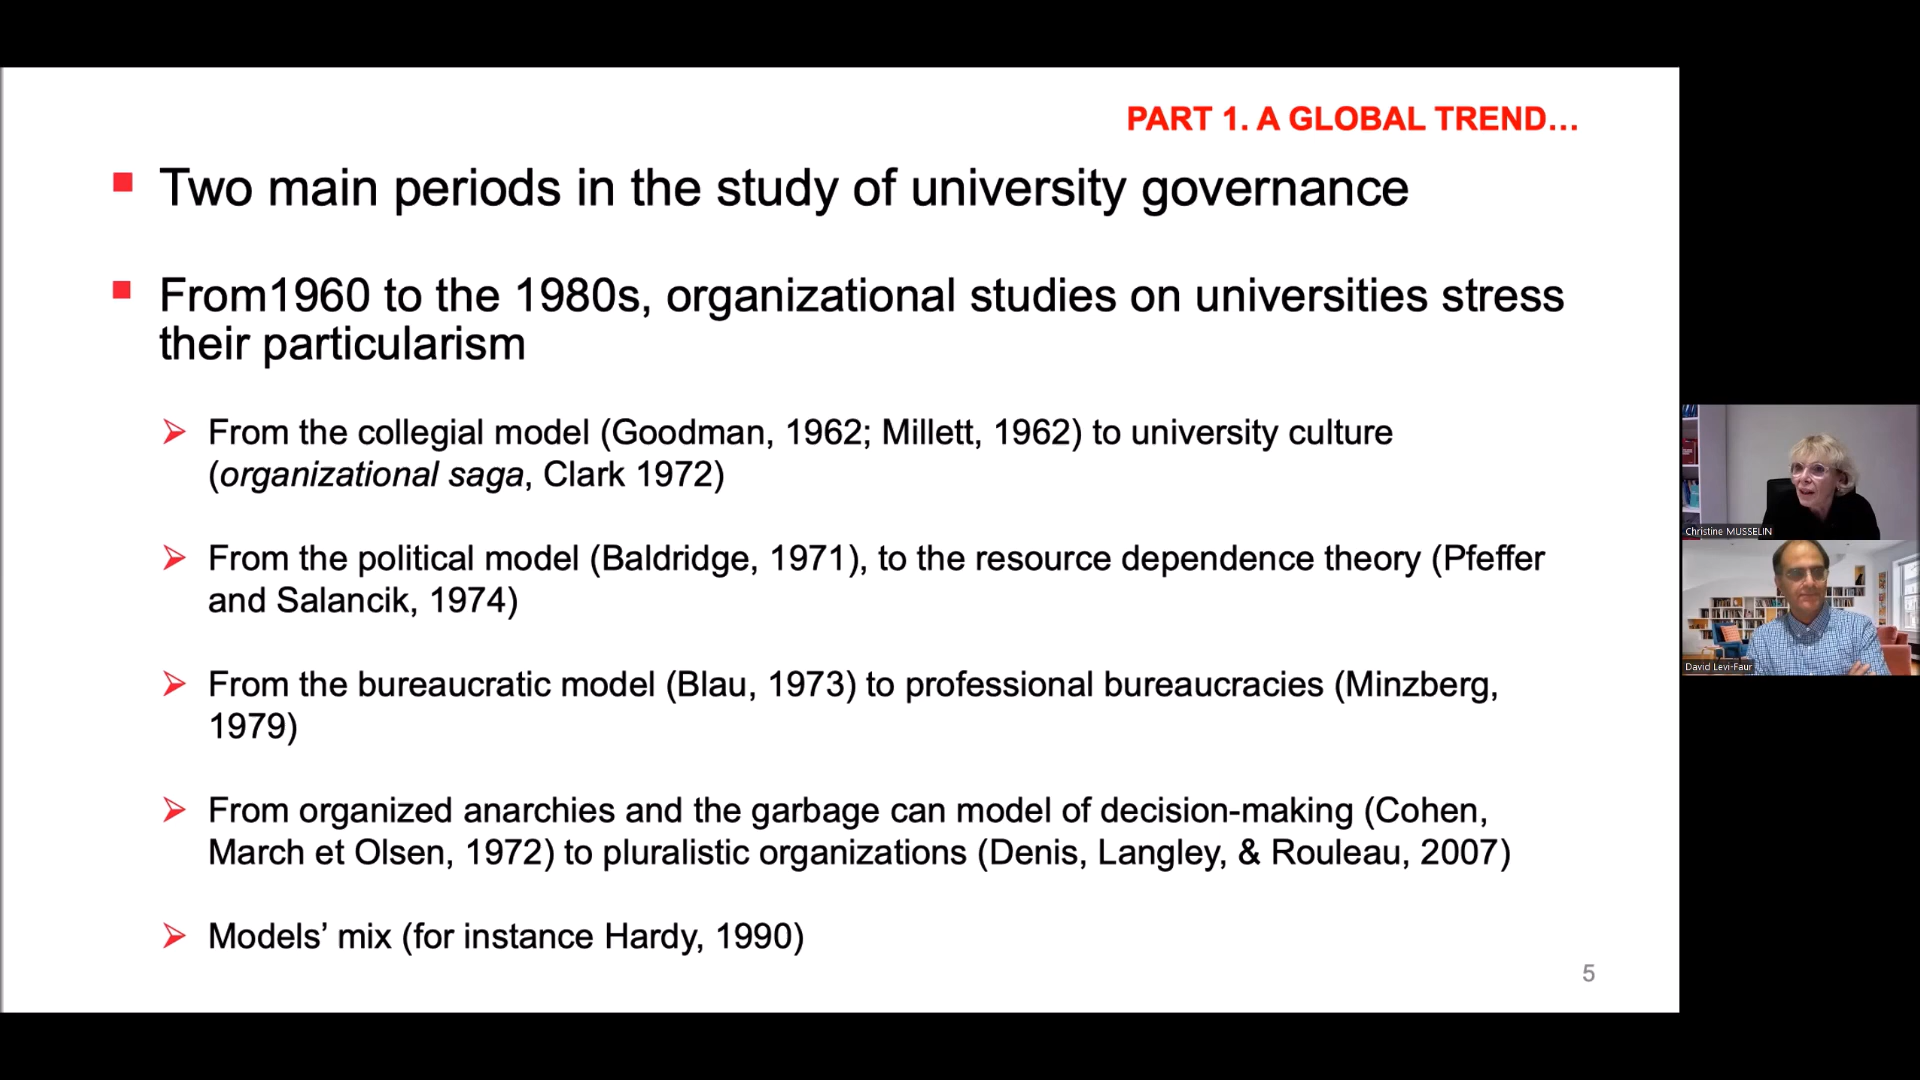 PART 1. A GLOBAL TREND…
Two main periods in the study of university governance
From1960 to the 1980s, organizational studies on universities stress
their particularism
From the collegial model (Goodman, 1962; Millett, 1962) to university culture
(organizational saga, Clark 1972)
From the political model (Baldridge, 1971), to the resource dependence theory (Pfeffer
and Salancik, 1974)
From the bureaucratic model (Blau, 1973) to professional bureaucracies (Minzberg,
1979)
From organized anarchies and the garbage can model of decision-making (Cohen,
March et Olsen, 1972) to pluralistic organizations (Denis, Langley, & Rouleau, 2007)
Models’ mix (for instance Hardy, 1990)
5
Christine MUSSELIN
David Levi-Faur